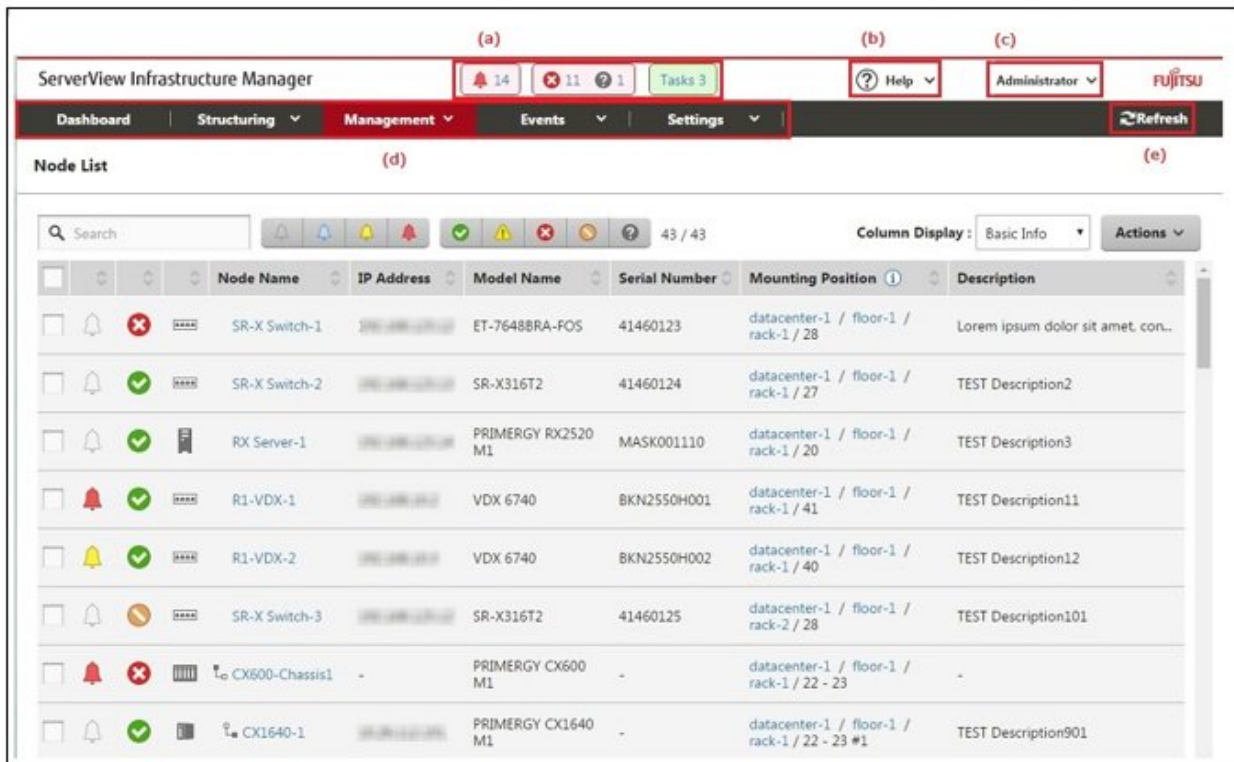 (a) (b) (c)
ServerView Infrastructure Manager 14 11 1 Tasks 3 Help Administrator FUJITSU
Dashboard Structuring Management Events Settings Refresh
(d) (e)
Node List
Search 43 / 43 Column Display : Basic Info Actions
Node Name IP Address Model Name Serial Number Mounting Position Description
SR-X Switch-1 ET-7648BRA-FOS 41460123 datacenter-1 / floor-1 / Lorem ipsum dolor sit amet, con...
rack-1 / 28
SR-X Switch-2 SR-X316T2 41460124 datacenter-1 / floor-1 / TEST Description2
rack-1 / 27
RX Server-1 PRIMERGY RX2520 MASK001110 datacenter-1 / floor-1 / TEST Description3
M1 rack-1 / 20
R1-VDX-1 VDX 6740 BKN2550H001 datacenter-1 / floor-1 / TEST Description11
rack-1 / 41
R1-VDX-2 VDX 6740 BKN2550H002 datacenter-1 / floor-1 / TEST Description12
rack-1 / 40
SR-X Switch-3 SR-X316T2 41460125 datacenter-1 / floor-1 / TEST Description101
rack-2 / 28
CX600-Chassis1 - PRIMERGY CX600 - datacenter-1 / floor-1 / -
M1 rack-1 / 22 - 23
CX1640-1 PRIMERGY CX1640 - datacenter-1 / floor-1 / TEST Description901
M1 rack-1 / 22 - 23 #1